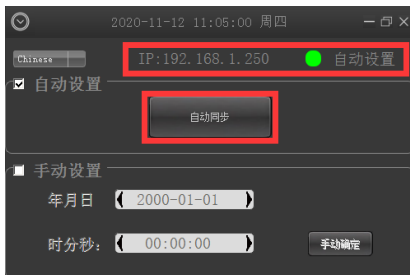 2020-11-12 11:05:00 周四
Chinese IP:192.168.1.250 自动设置
自动设置
自动同步
手动设置
年月日 2000-01-01
时分秒: 00:00:00 手动确定